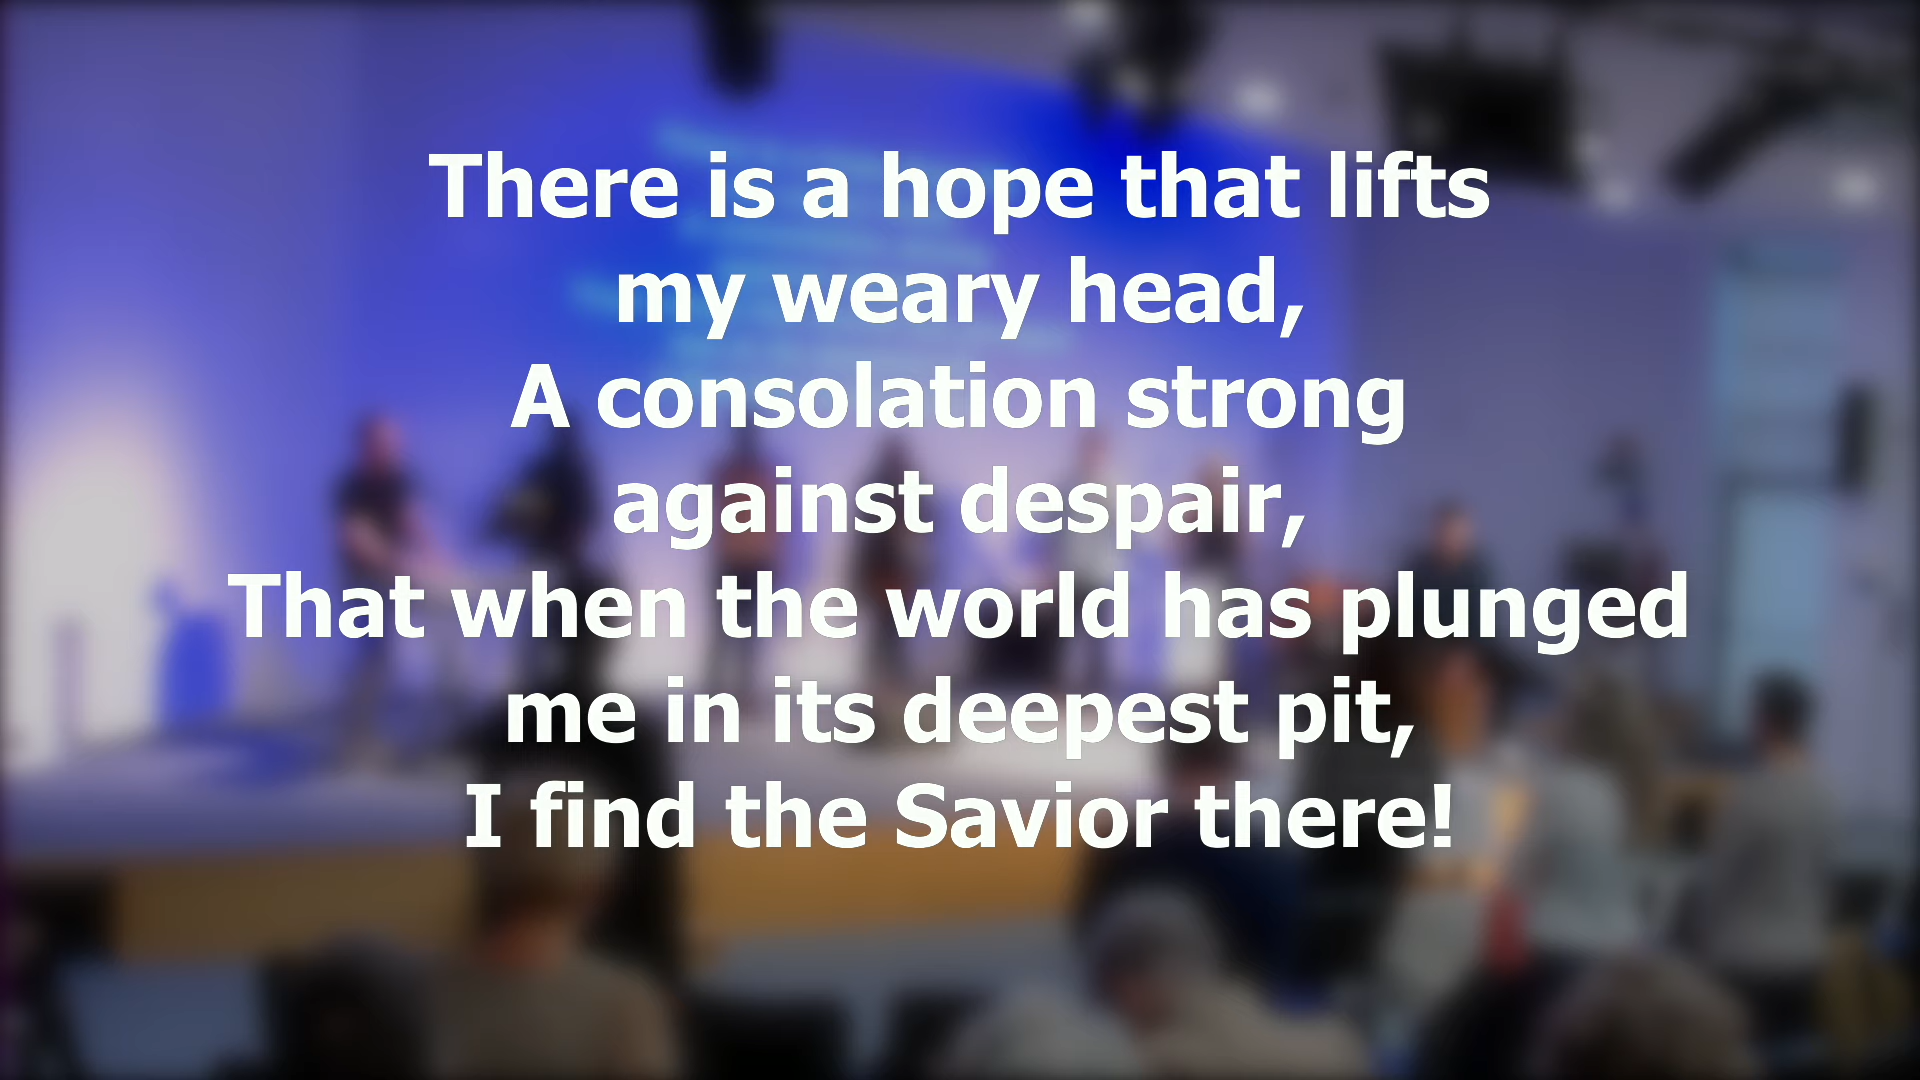 There is a hope that lifts
my weary head,
A consolation strong
against despair,
That when the world has plunged
me in its deepest pit,
I find the Savior there!